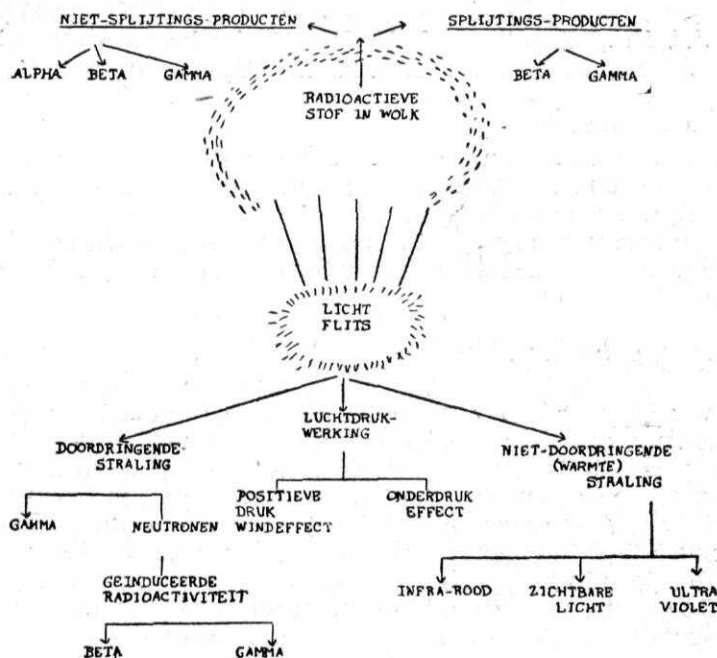 NIET-SPLIJTINGS-PRODUCTEN
SPLIJTINGS-PRODUCTEN
ALPHA
BETA
GAMMA
BETA
GAMMA
RADIOACTIEVE
STOF IN WOLK
LICHT
FLITS
LUCHTDRUK-
WERKING
DOORDRINGENDE-
STRALING
NIET-DOORDRINGENDE
(WARMTE)
STRALING
GAMMA
NEUTRONEN
POSITIEVE
DRUK
WINDEFFECT
ONDERDRUK
EFFECT
GEINDUCEERDE
RADIOACTIVITEIT
INFRA-ROOD
ZICHTBARE
LICHT
ULTRA
VIOLET
BETA
GAMMA